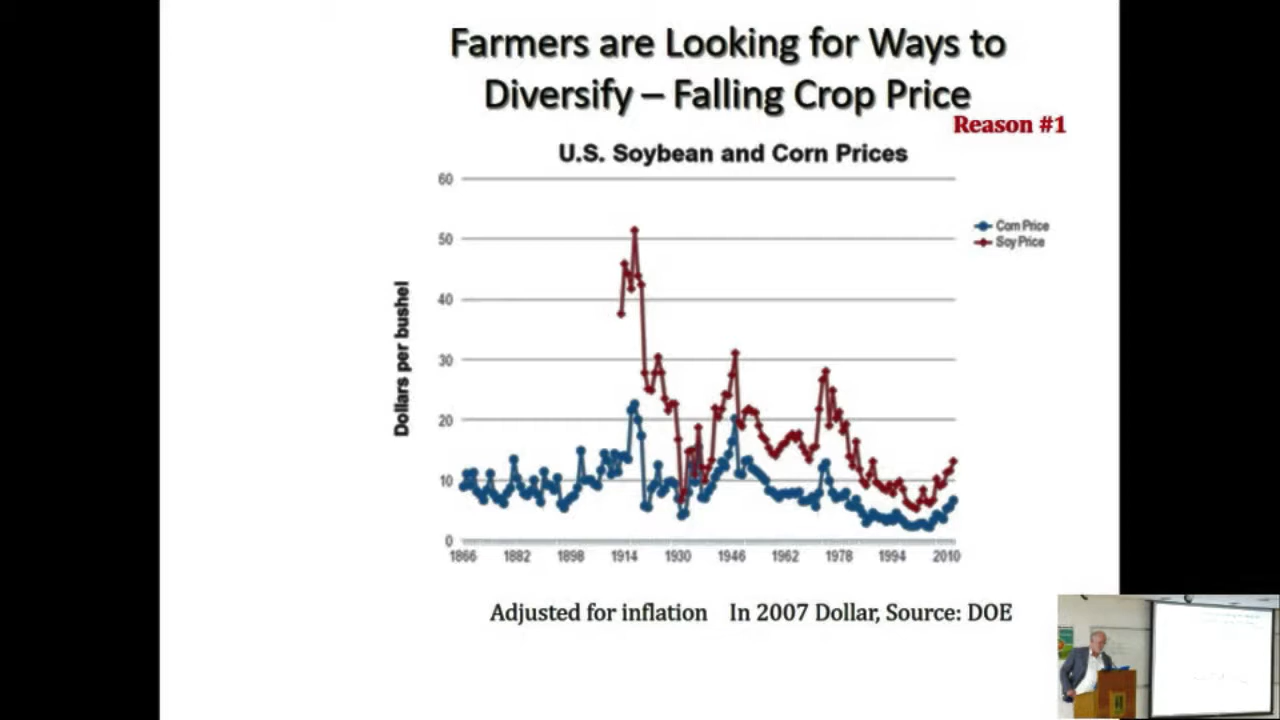 Farmers are Looking for Ways to
Diversify – Falling Crop Price
Reason #1
U.S. Soybean and Corn Prices
60
50
40
30
20
10
0
Dollars per bushel
Corn Price
Soy Price
1866 1882 1898 1914 1930 1946 1962 1978 1994 2010
Adjusted for inflation In 2007 Dollar, Source: DOE